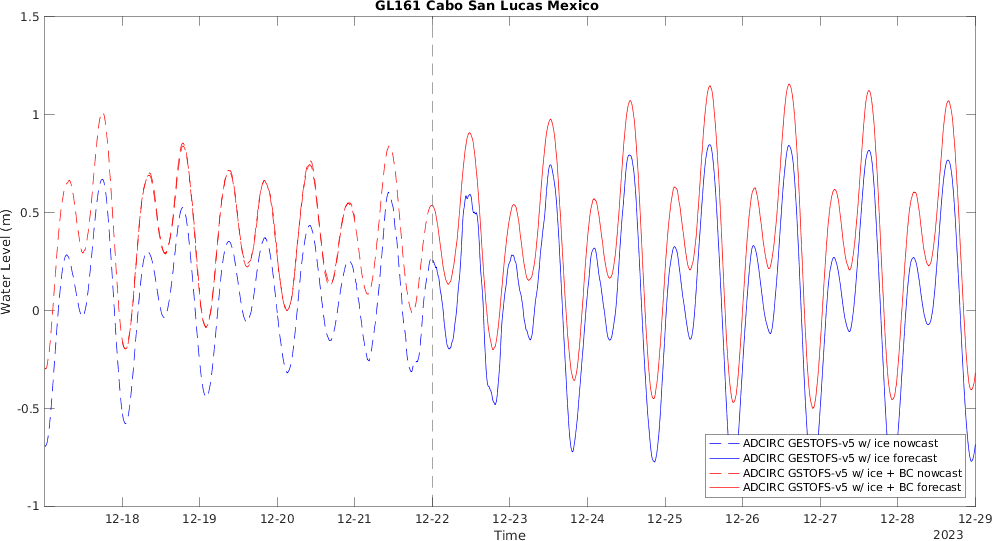 GL161 Cabo San Lucas Mexico
1.5
1
0.5
0
-0.5
-1
Water Level (m)
12-18 12-19 12-20 12-21 12-22 12-23 12-24 12-25 12-26 12-27 12-28 12-29
Time
2023
ADCIRC GESTOFS-v5 w/ ice nowcast
ADCIRC GESTOFS-v5 w/ ice forecast
ADCIRC GSTOFS-v5 w/ ice + BC nowcast
ADCIRC GSTOFS-v5 w/ ice + BC forecast